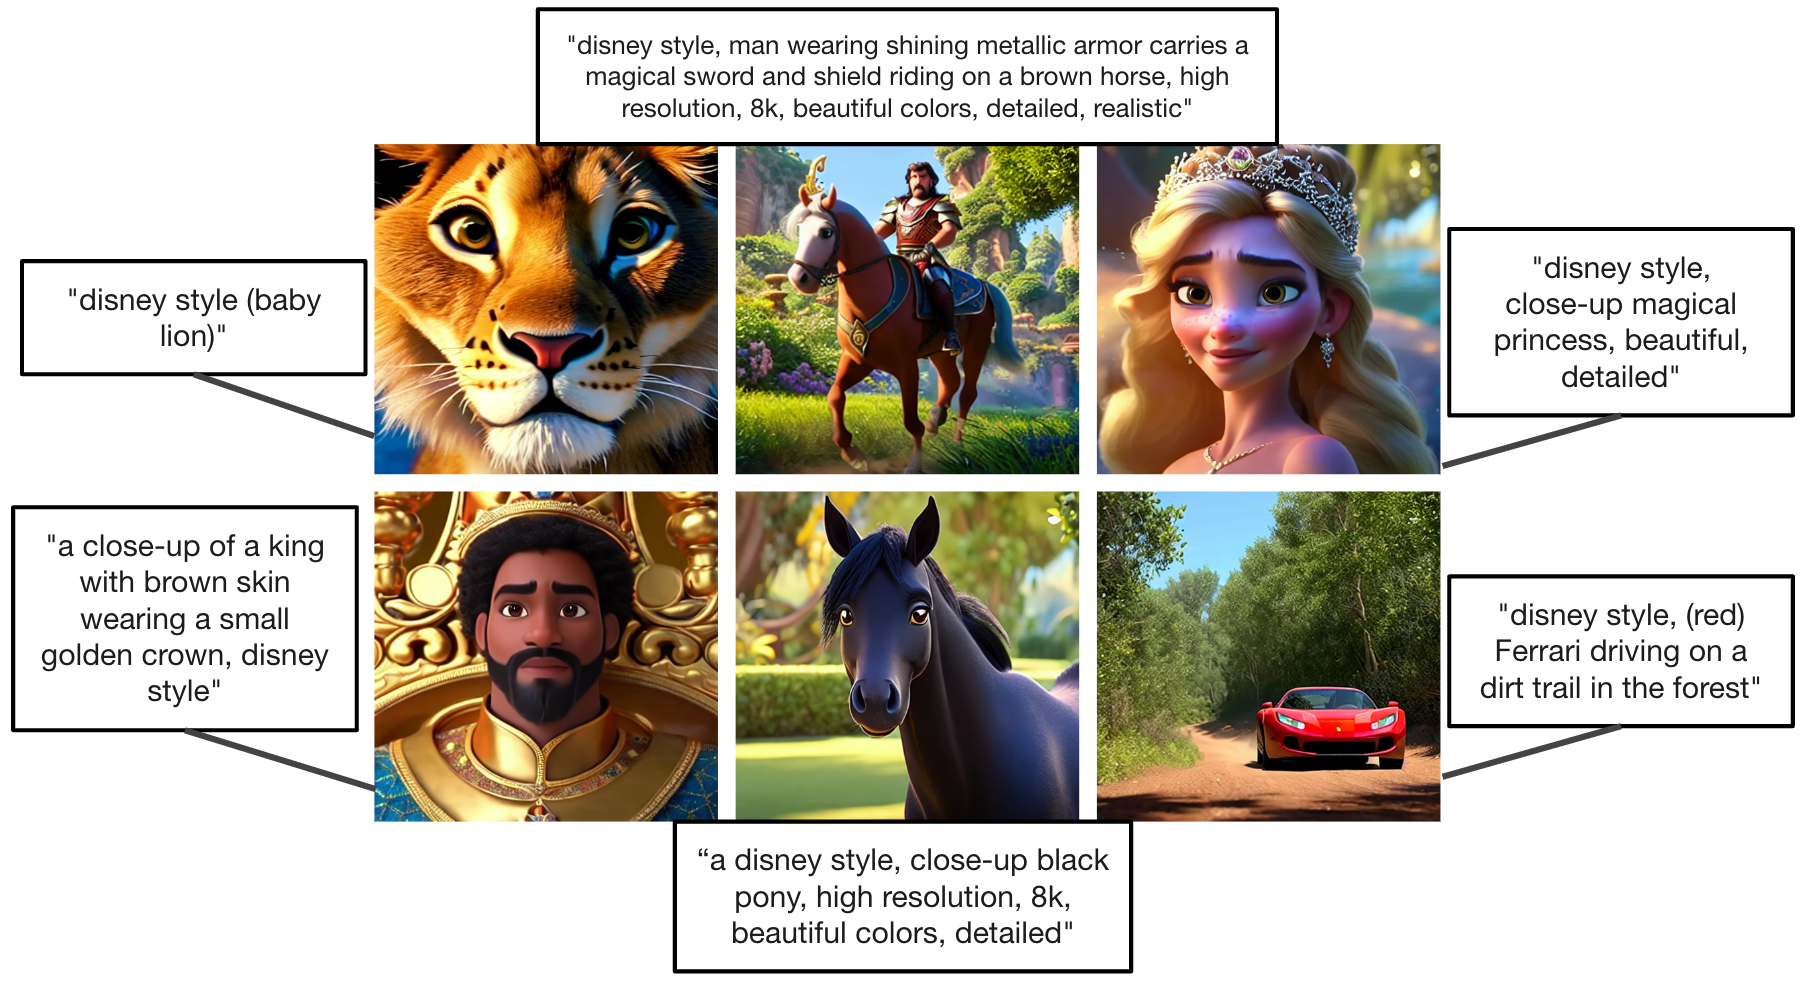 "disney style, man wearing shining metallic armor carries a
magical sword and shield riding on a brown horse, high
resolution, 8k, beautiful colors, detailed, realistic"
"disney style (baby
lion)"
"disney style,
close-up magical
princess, beautiful,
detailed"
"a close-up of a king
with brown skin
wearing a small
golden crown, disney
style"
"disney style, (red)
Ferrari driving on a
dirt trail in the forest"
“a disney style, close-up black
pony, high resolution, 8k,
beautiful colors, detailed"